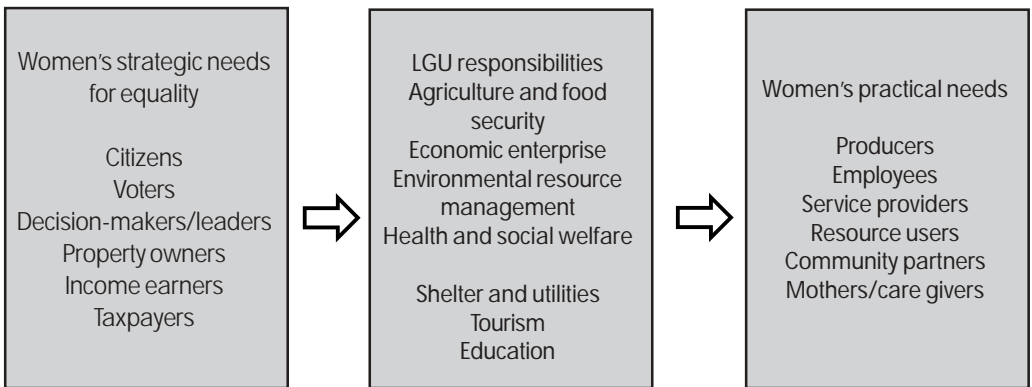 Women's strategic needs
for equality
Citizens
Voters
Decision-makers/leaders
Property owners
Income earners
Taxpayers
LGU responsibilities
Agriculture and food
security
Economic enterprise
Environmental resource
management
Health and social welfare
Shelter and utilities
Tourism
Education
Women's practical needs
Producers
Employees
Service providers
Resource users
Community partners
Mothers/care givers